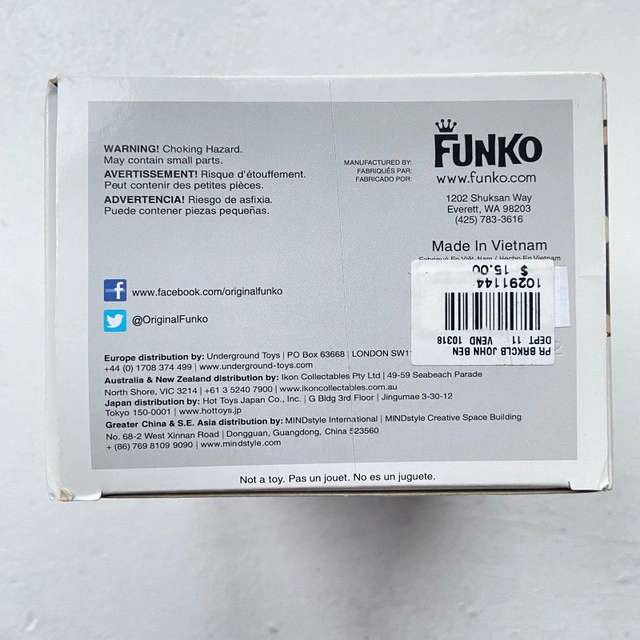 WARNING! Choking Hazard.
May contain small parts.
AVERTISSEMENT! Risque d'étouffement.
Peut contenir des petites pièces.
ADVERTENCIA! Riesgo de asfixia.
Puede contener piezas pequeñas.
MANUFACTURED BY:
FABRIQUÉS PAR:
FABRICADO POR:
FUNKO
www.funko.com
1202 Shuksan Way
Everett, WA 98203
(425) 783-3616
Made In Vietnam
Fabriqué En Viêt-Nam / Hecho En Vietnam
PR BRKCLB JOHN BEN
DEPT 11 VEND 10318
10291144
$ 15.00
www.facebook.com/originalfunko
@OriginalFunko
Europe distribution by: Underground Toys | PO Box 63668 | LONDON SW1
+44 (0) 1708 374 499 | www.underground-toys.com
Australia & New Zealand distribution by: Ikon Collectables Pty Ltd | 49-59 Seabeach Parade
North Shore, VIC 3214 | +61 3 5240 7900 | www.ikoncollectables.com.au
Japan distribution by: Hot Toys Japan Co., Inc. | G Bldg 3rd Floor | Jingumae 3-30-12
Tokyo 150-0001 | www.hottoys.jp
Greater China & S.E. Asia distribution by: MINDstyle International | MINDstyle Creative Space Building
No. 68-2 West Xinnan Road | Dongguan, Guangdong, China 523560
+ (86) 769 8109 9090 | www.mindstyle.com
Not a toy. Pas un jouet. No es un juguete.